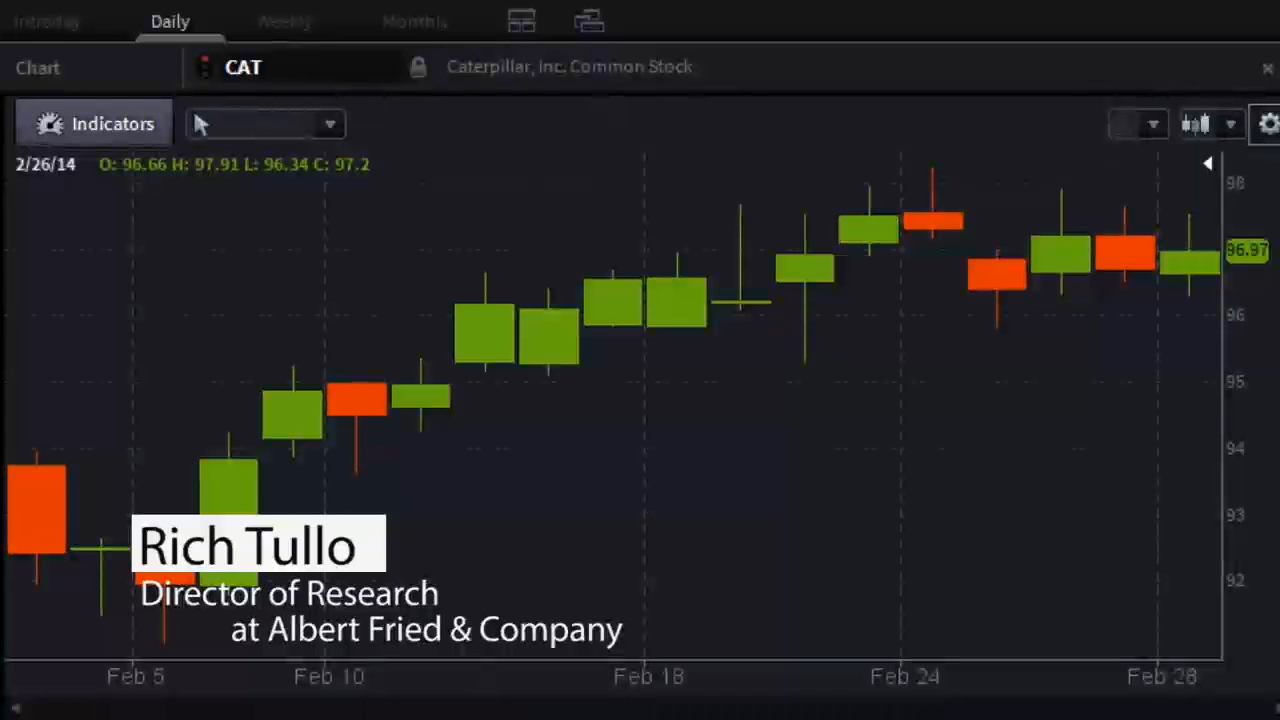 Intraday Daily Weekly Monthly
Chart CAT Caterpillar, Inc. Common Stock ×
Indicators
2/26/14 O: 96.66 H: 97.91 L: 96.34 C: 97.2
98
96.97
96
95
94
93
92
Rich Tullo
Director of Research
at Albert Fried & Company
Feb 5 Feb 10 Feb 18 Feb 24 Feb 28